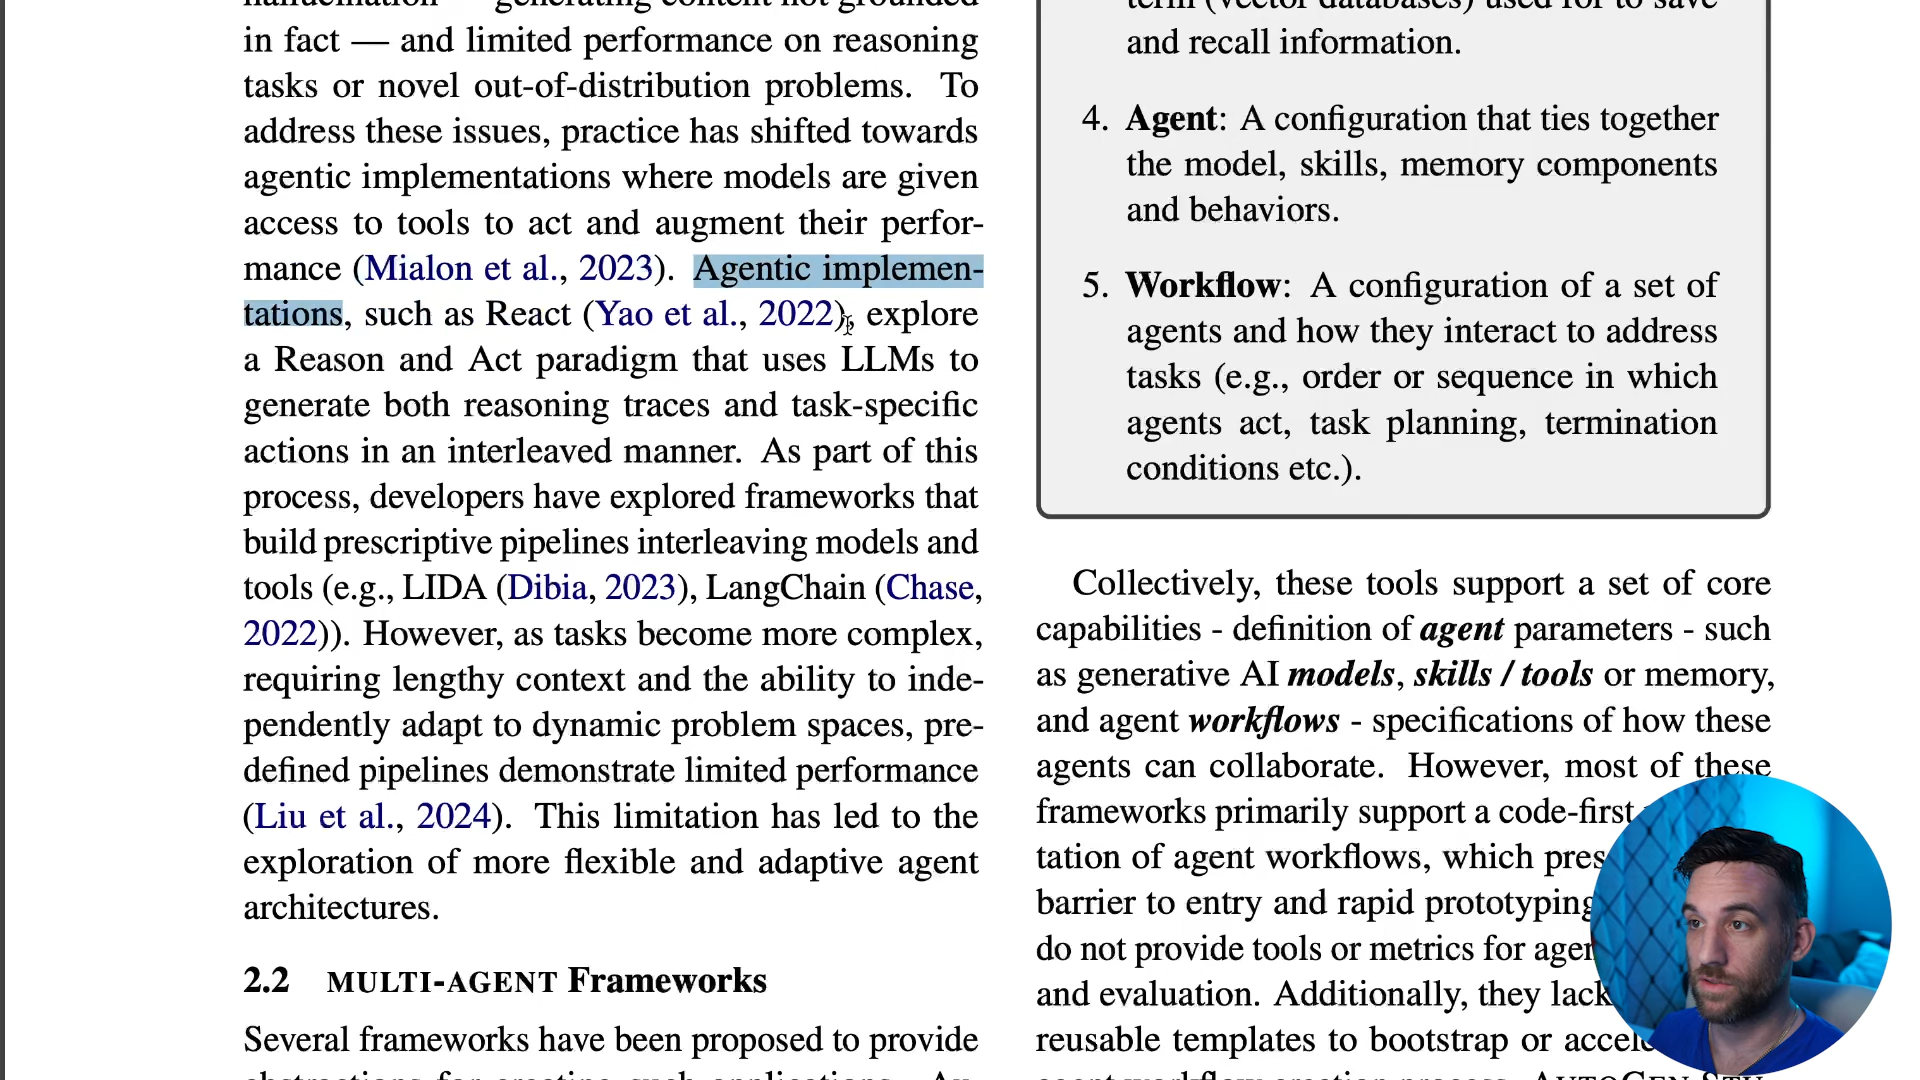 in fact — and limited performance on reasoning
tasks or novel out-of-distribution problems. To
address these issues, practice has shifted towards
agentic implementations where models are given
access to tools to act and augment their perfor-
mance (Mialon et al., 2023). Agentic implemen-
tations, such as React (Yao et al., 2022), explore
a Reason and Act paradigm that uses LLMs to
generate both reasoning traces and task-specific
actions in an interleaved manner. As part of this
process, developers have explored frameworks that
build prescriptive pipelines interleaving models and
tools (e.g., LIDA (Dibia, 2023), LangChain (Chase,
2022)). However, as tasks become more complex,
requiring lengthy context and the ability to inde-
pendently adapt to dynamic problem spaces, pre-
defined pipelines demonstrate limited performance
(Liu et al., 2024). This limitation has led to the
exploration of more flexible and adaptive agent
architectures.
2.2 MULTI-AGENT Frameworks
Several frameworks have been proposed to provide
term (vector databases) used for to save
and recall information.
4. Agent: A configuration that ties together
the model, skills, memory components
and behaviors.
5. Workflow: A configuration of a set of
agents and how they interact to address
tasks (e.g., order or sequence in which
agents act, task planning, termination
conditions etc.).
Collectively, these tools support a set of core
capabilities - definition of agent parameters - such
as generative AI models, skills / tools or memory,
and agent workflows - specifications of how these
agents can collaborate. However, most of these
frameworks primarily support a code-first
tation of agent workflows, which pres
barrier to entry and rapid prototyping
do not provide tools or metrics for agen
and evaluation. Additionally, they lack
reusable templates to bootstrap or accele